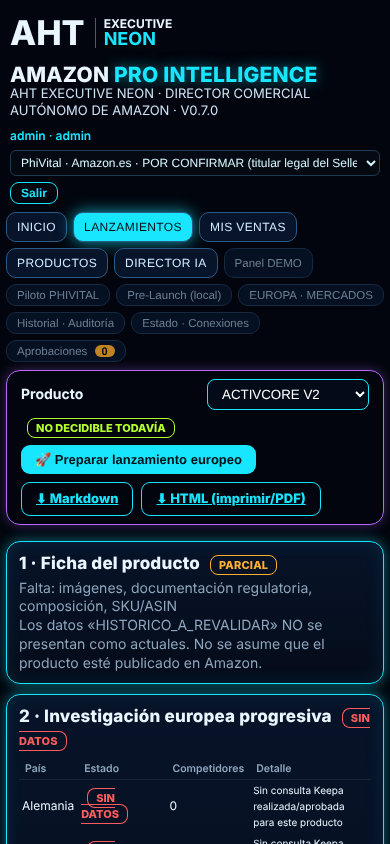 AHT EXECUTIVE
NEON
AMAZON PRO INTELLIGENCE
AHT EXECUTIVE NEON · DIRECTOR COMERCIAL
AUTÓNOMO DE AMAZON · V0.7.0
admin · admin
PhiVital · Amazon.es · POR CONFIRMAR (titular legal del Selle
Salir
INICIO LANZAMIENTOS MIS VENTAS
PRODUCTOS DIRECTOR IA Panel DEMO
Piloto PHIVITAL Pre-Launch (local) EUROPA · MERCADOS
Historial · Auditoría Estado · Conexiones
Aprobaciones 0
Producto ACTIVCORE V2
NO DECIDIBLE TODAVÍA
🚀 Preparar lanzamiento europeo
⬇ Markdown ⬇ HTML (imprimir/PDF)
1 · Ficha del producto PARCIAL
Falta: imágenes, documentación regulatoria,
composición, SKU/ASIN
Los datos «HISTORICO_A_REVALIDAR» NO se
presentan como actuales. No se asume que el
producto esté publicado en Amazon.
2 · Investigación europea progresiva SIN
DATOS
País Estado Competidores Detalle
Alemania SIN DATOS 0 Sin consulta Keepa
realizada/aprobada
para este producto
SIN Sin consulta Keepa